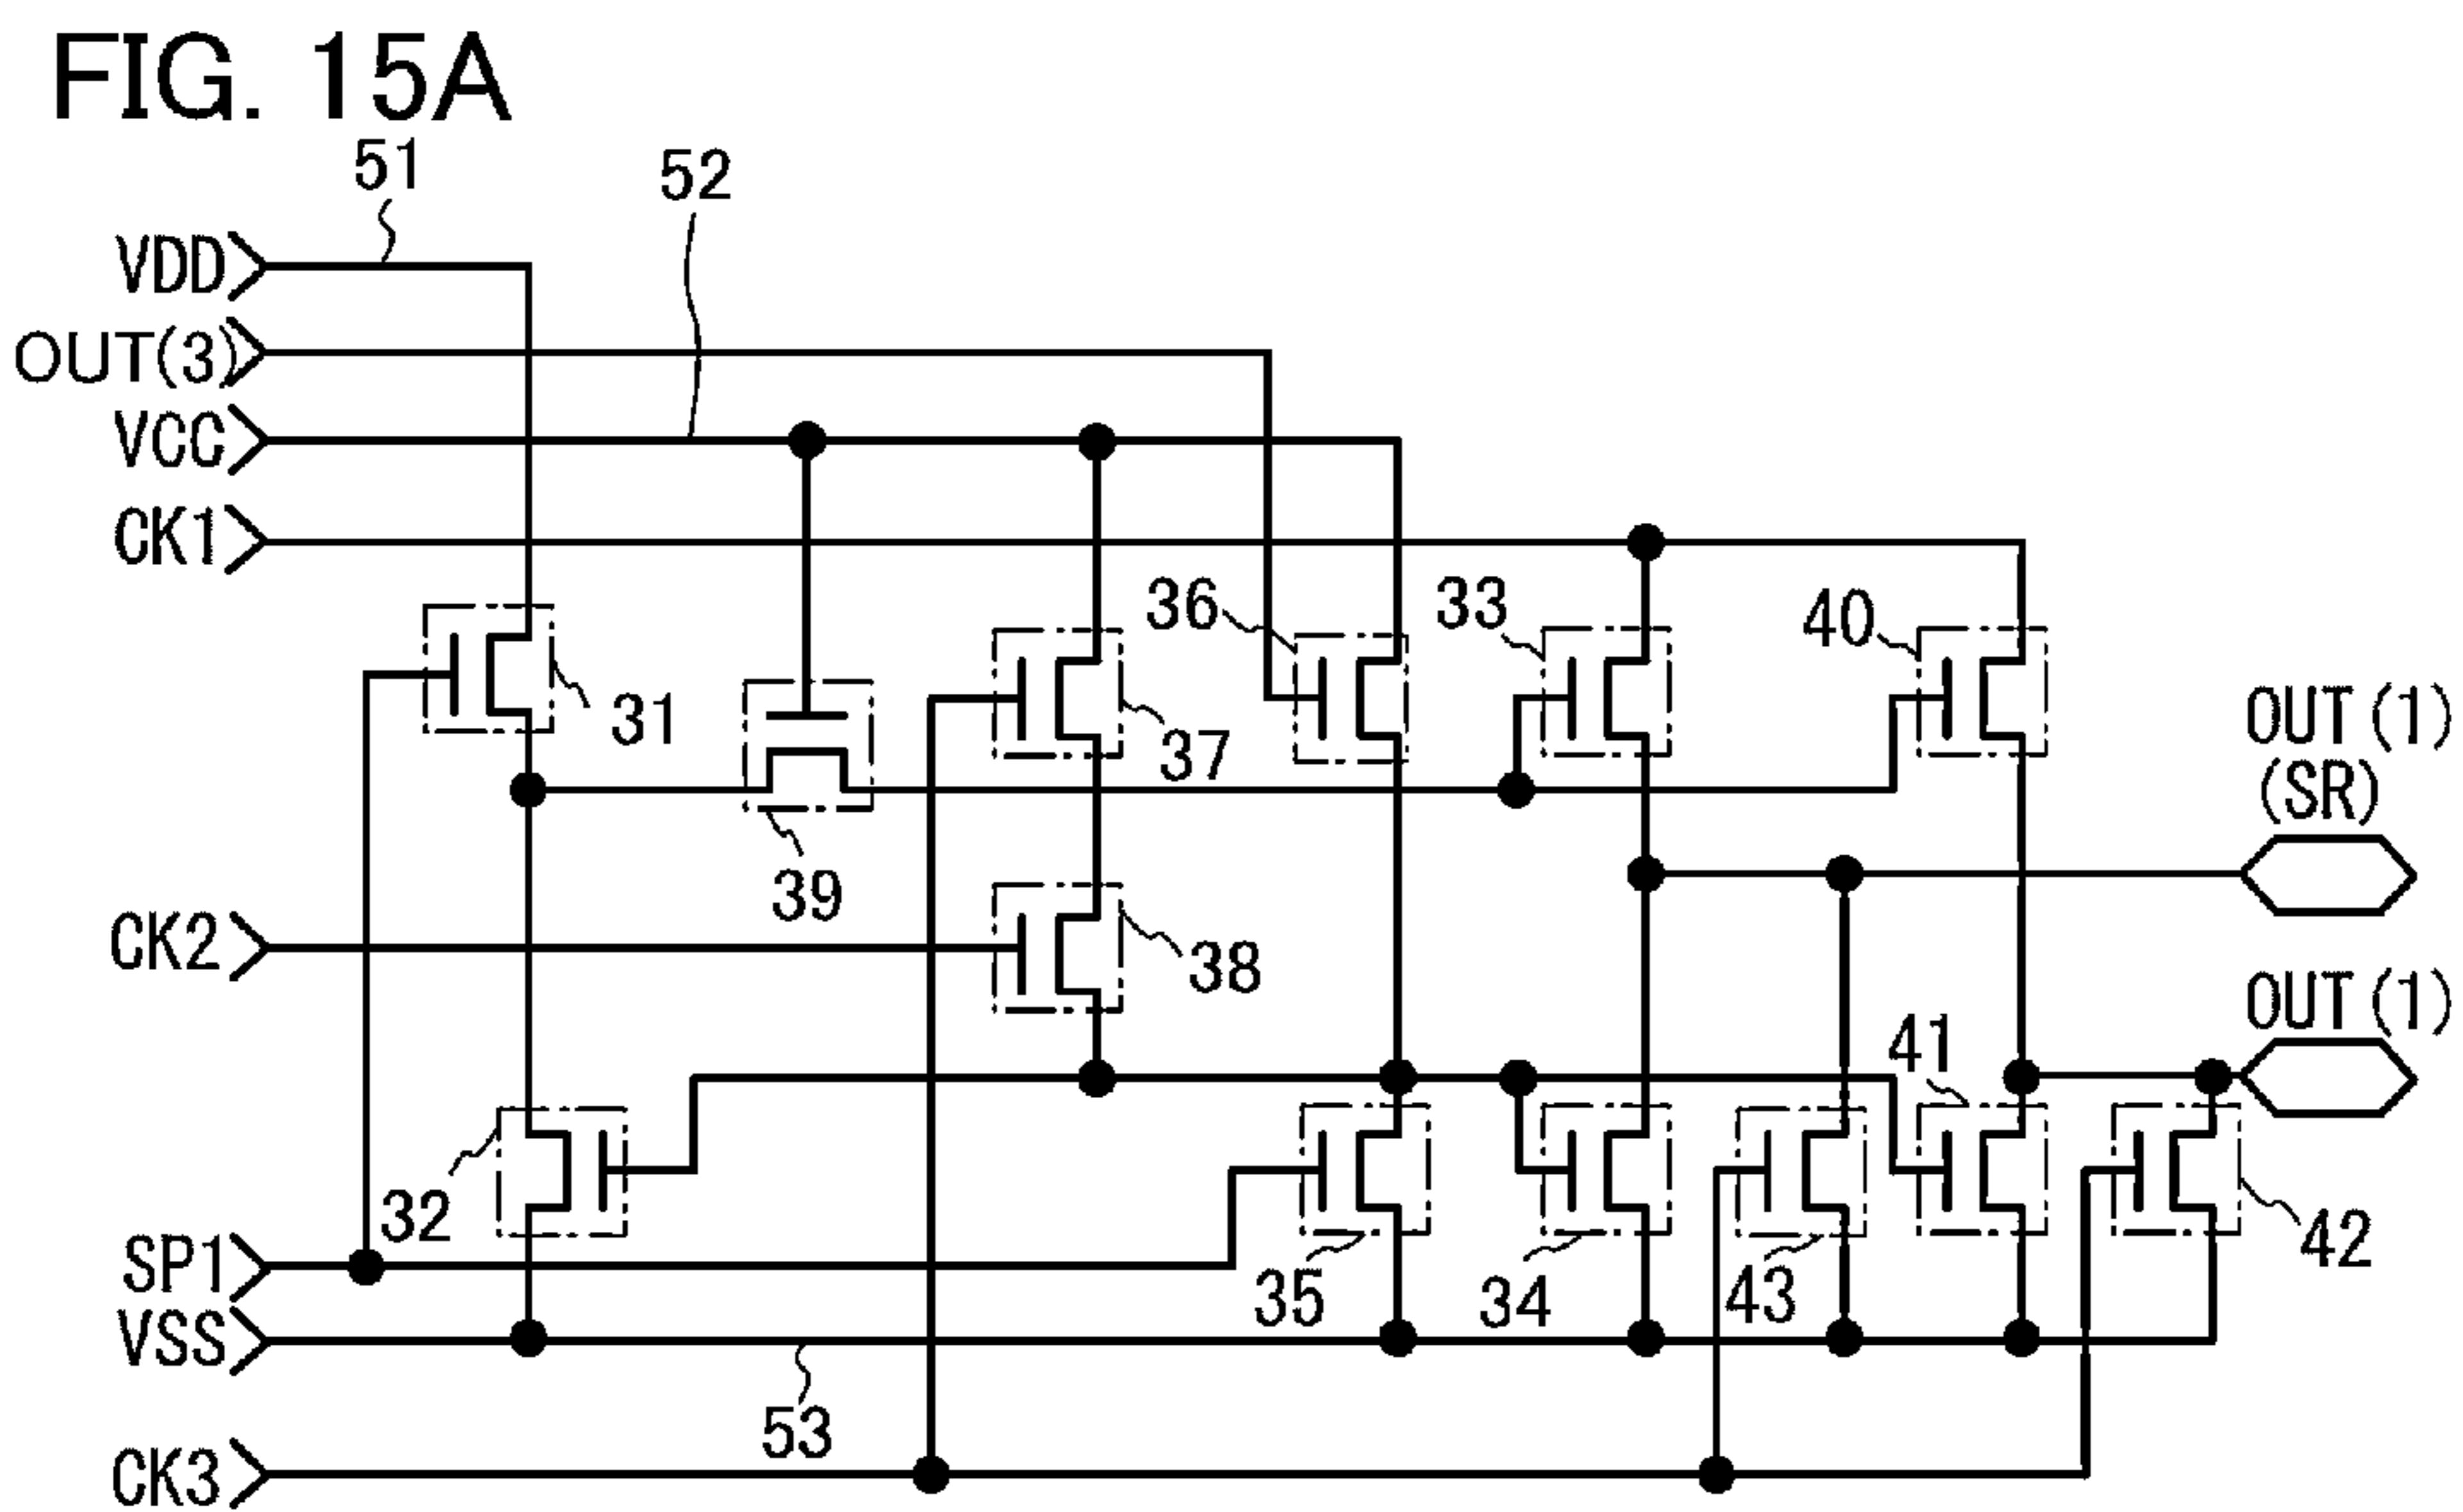 FIG. 15A
51
52
VDD
OUT(3)
VCC
CK1
36
33
40
31
37
OUT(1)
(SR)
39
CK2
38
OUT(1)
41
32
SP1
35
34
43
42
VSS
53
CK3